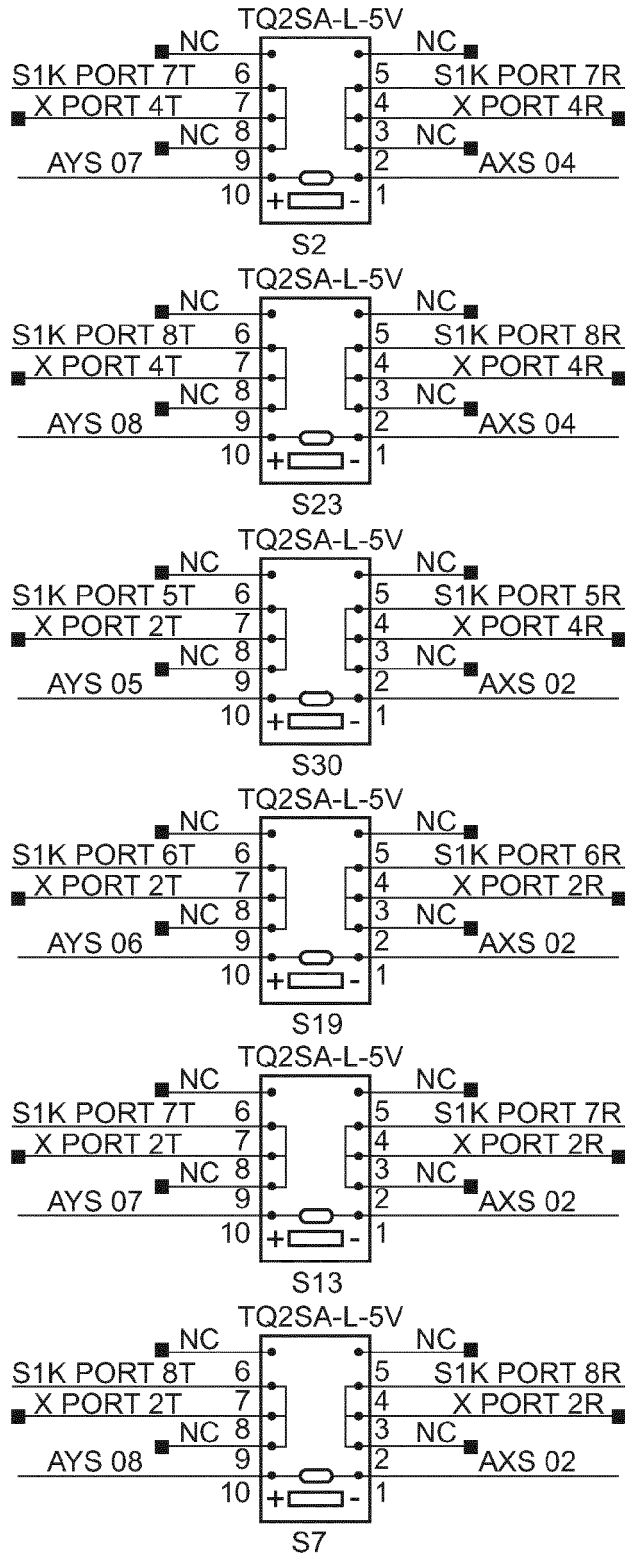 TQ2SA-L-5V
NC NC
S1K PORT 7T 6 5 S1K PORT 7R
X PORT 4T 7 4 X PORT 4R
NC 8 3 NC
AYS 07 9 2 AXS 04
10 + - 1
S2
TQ2SA-L-5V
NC NC
S1K PORT 8T 6 5 S1K PORT 8R
X PORT 4T 7 4 X PORT 4R
NC 8 3 NC
AYS 08 9 2 AXS 04
10 + - 1
S23
TQ2SA-L-5V
NC NC
S1K PORT 5T 6 5 S1K PORT 5R
X PORT 2T 7 4 X PORT 4R
NC 8 3 NC
AYS 05 9 2 AXS 02
10 + - 1
S30
TQ2SA-L-5V
NC NC
S1K PORT 6T 6 5 S1K PORT 6R
X PORT 2T 7 4 X PORT 2R
NC 8 3 NC
AYS 06 9 2 AXS 02
10 + - 1
S19
TQ2SA-L-5V
NC NC
S1K PORT 7T 6 5 S1K PORT 7R
X PORT 2T 7 4 X PORT 2R
NC 8 3 NC
AYS 07 9 2 AXS 02
10 + - 1
S13
TQ2SA-L-5V
NC NC
S1K PORT 8T 6 5 S1K PORT 8R
X PORT 2T 7 4 X PORT 2R
NC 8 3 NC
AYS 08 9 2 AXS 02
10 + - 1
S7